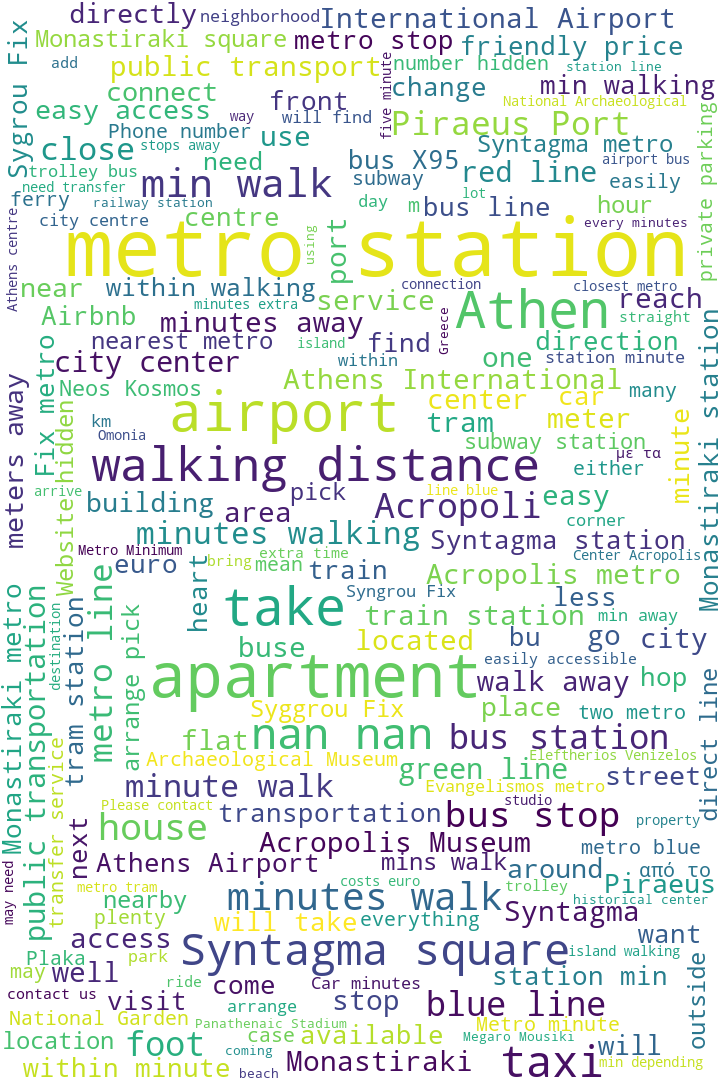 directly
neighborhood
International Airport
Sygrou Fix
Monastiraki square
metro stop
friendly price
add
public transport
five minute
number hidden
station line
connect
change
min walking
easy access
front
way
will find
National Archaeological
Phone number
use
Piraeus Port
private parking
close
stops away
need
Syntagma metro
trolley bus
min walk
bus X95
red line
airport bus
need transfer
subway
easily
ferry
railway station
day
m
lot
hour
city centre
centre
bus line
Athens centre
metro station
using
port
every minutes
near
within walking
connection
closest metro
minutes extra
service
Athen
reach
Airbnb
minutes away
island
Greece
straight
Fix metro
nearest metro
find
direction
Monastiraki station
city center
within
one
station minute
Neos Kosmos
Athens International
many
meters away
Website hidden
airport
center
car
minute
km
tram
meter
Omonia
subway station
με τα
walking distance
either
arrive
pick
line blue
building
area
Acropoli
easy
minutes walking
corner
Metro Minimum
extra time
Syntagma station
Center Acropolis
euro
bring
mean
train
Acropolis metro
heart
Syngrou Fix
less
Monastiraki metro
public transportation
metro line
take
train station
min away
destination
tram station
buse
located
bu
go
city
easily accessible
arrange pick
apartment
walk away
hop
direct line
Syggrou Fix
place
two metro
flat
nan nan
bus station
Eleftherios Venizelos
transfer service
Archaeological Museum
green line
street
minute walk
Evangelismos metro
Please contact
transportation
studio
bus stop
property
next
house
Acropolis Museum
metro blue
may need
Athens Airport
mins walk
around
από το
metro tram
costs euro
trolley
Piraeus
nearby
minutes walk
historical center
plenty
will take
everything
Syntagma
access
want
Plaka
park
Syntagma square
island walking
may
well
ride
come
Car minutes
station min
outside
contact us
visit
arrange
stop
blue line
National Garden
Panathenaic Stadium
Metro minute
location
foot
case
available
Megaro Mousiki
will
within minute
coming
beach
Monastiraki
taxi
min depending